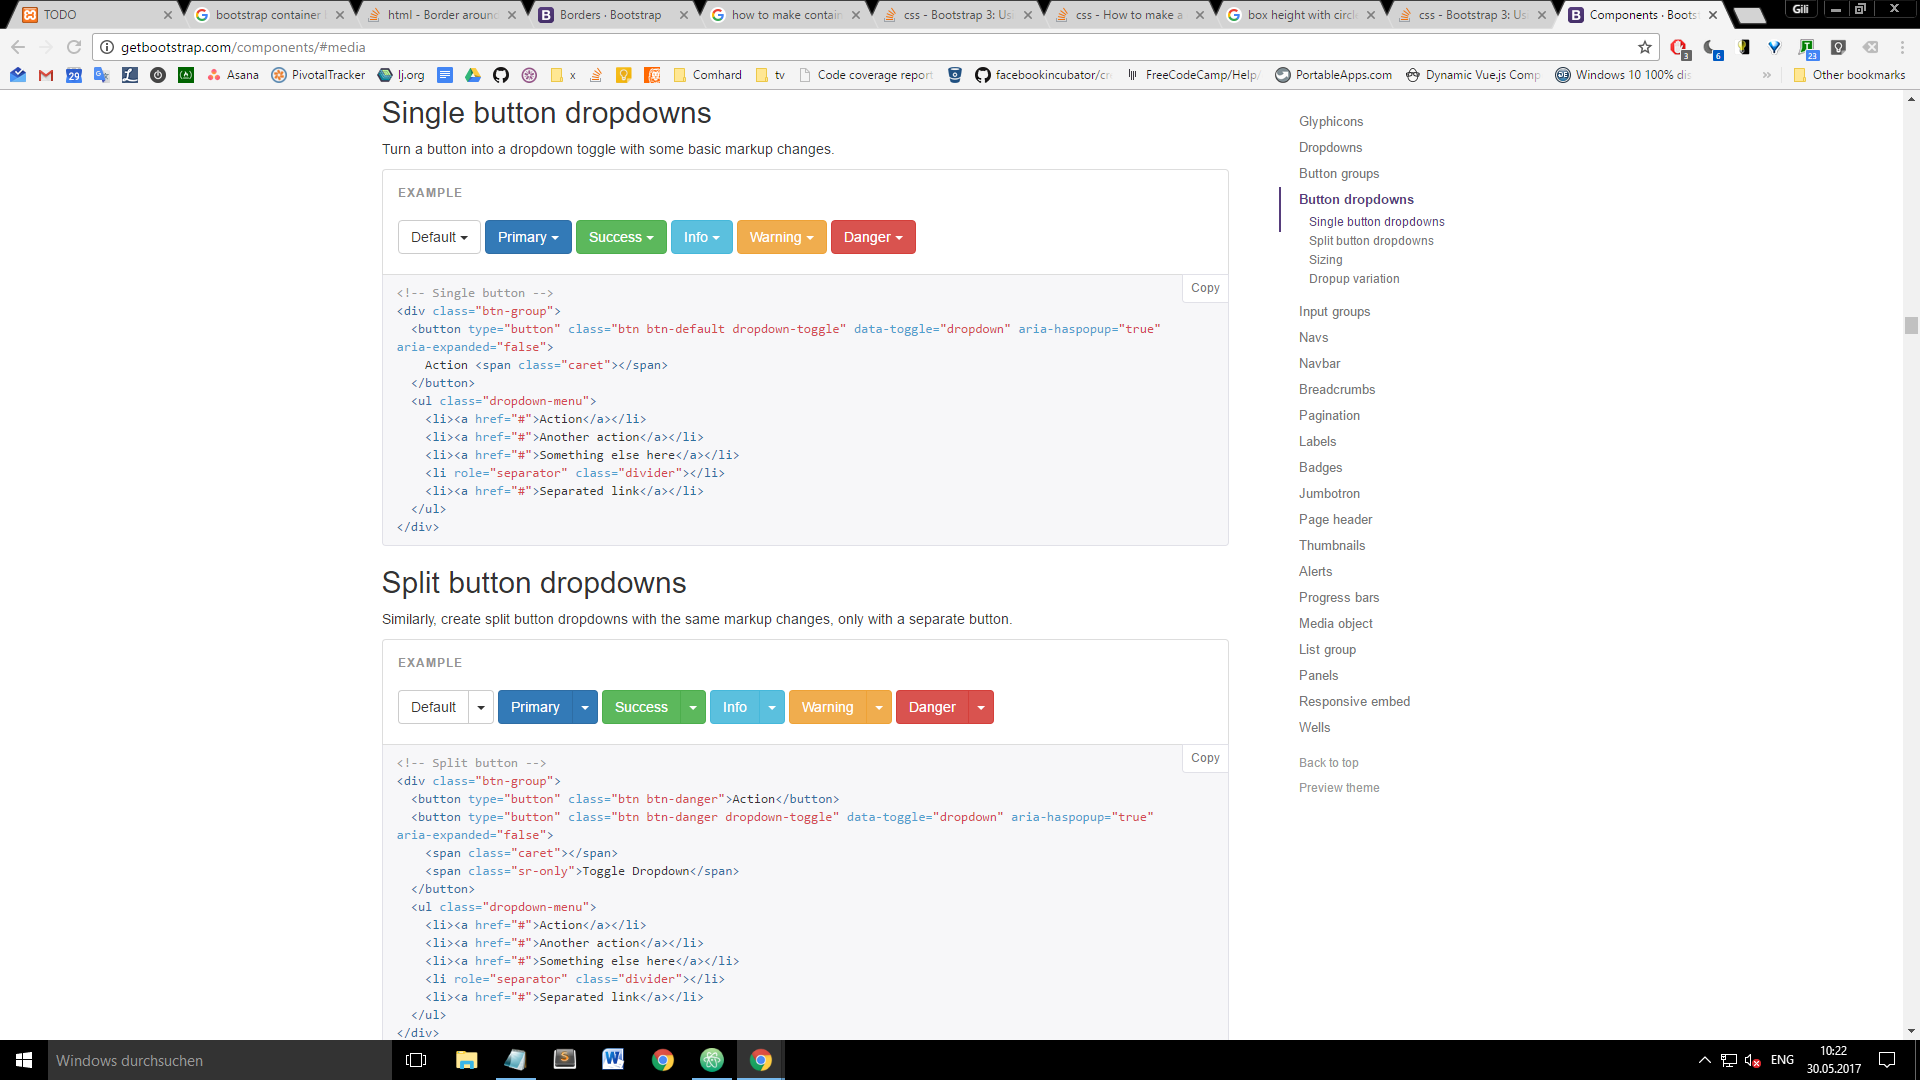 TODO
bootstrap container
html - Border aroun
Borders · Bootstrap
how to make contain
css - Bootstrap 3: Us
css - How to make a
box height with circl
css - Bootstrap 3: Us
Components · Boots
Gili
getbootstrap.com/components/#media
3
6
23
29
Asana
PivotalTracker
lj.org
x
Comhard
tv
Code coverage report
facebookincubator/cr
FreeCodeCamp/Help
PortableApps.com
Dynamic Vue.js Comp
Windows 10 100% dis
»
Other bookmarks
Single button dropdowns
Turn a button into a dropdown toggle with some basic markup changes.
EXAMPLE
Default Primary Success Info Warning Danger
Copy
<!-- Single button -->
<div class="btn-group">
  <button type="button" class="btn btn-default dropdown-toggle" data-toggle="dropdown" aria-haspopup="true"
aria-expanded="false">
    Action <span class="caret"></span>
  </button>
  <ul class="dropdown-menu">
    <li><a href="#">Action</a></li>
    <li><a href="#">Another action</a></li>
    <li><a href="#">Something else here</a></li>
    <li role="separator" class="divider"></li>
    <li><a href="#">Separated link</a></li>
  </ul>
</div>
Split button dropdowns
Similarly, create split button dropdowns with the same markup changes, only with a separate button.
EXAMPLE
Default Primary Success Info Warning Danger
Copy
<!-- Split button -->
<div class="btn-group">
  <button type="button" class="btn btn-danger">Action</button>
  <button type="button" class="btn btn-danger dropdown-toggle" data-toggle="dropdown" aria-haspopup="true"
aria-expanded="false">
    <span class="caret"></span>
    <span class="sr-only">Toggle Dropdown</span>
  </button>
  <ul class="dropdown-menu">
    <li><a href="#">Action</a></li>
    <li><a href="#">Another action</a></li>
    <li><a href="#">Something else here</a></li>
    <li role="separator" class="divider"></li>
    <li><a href="#">Separated link</a></li>
  </ul>
</div>
Glyphicons
Dropdowns
Button groups
Button dropdowns
Single button dropdowns
Split button dropdowns
Sizing
Dropup variation
Input groups
Navs
Navbar
Breadcrumbs
Pagination
Labels
Badges
Jumbotron
Page header
Thumbnails
Alerts
Progress bars
Media object
List group
Panels
Responsive embed
Wells
Back to top
Preview theme
Windows durchsuchen
ENG
10:22
30.05.2017